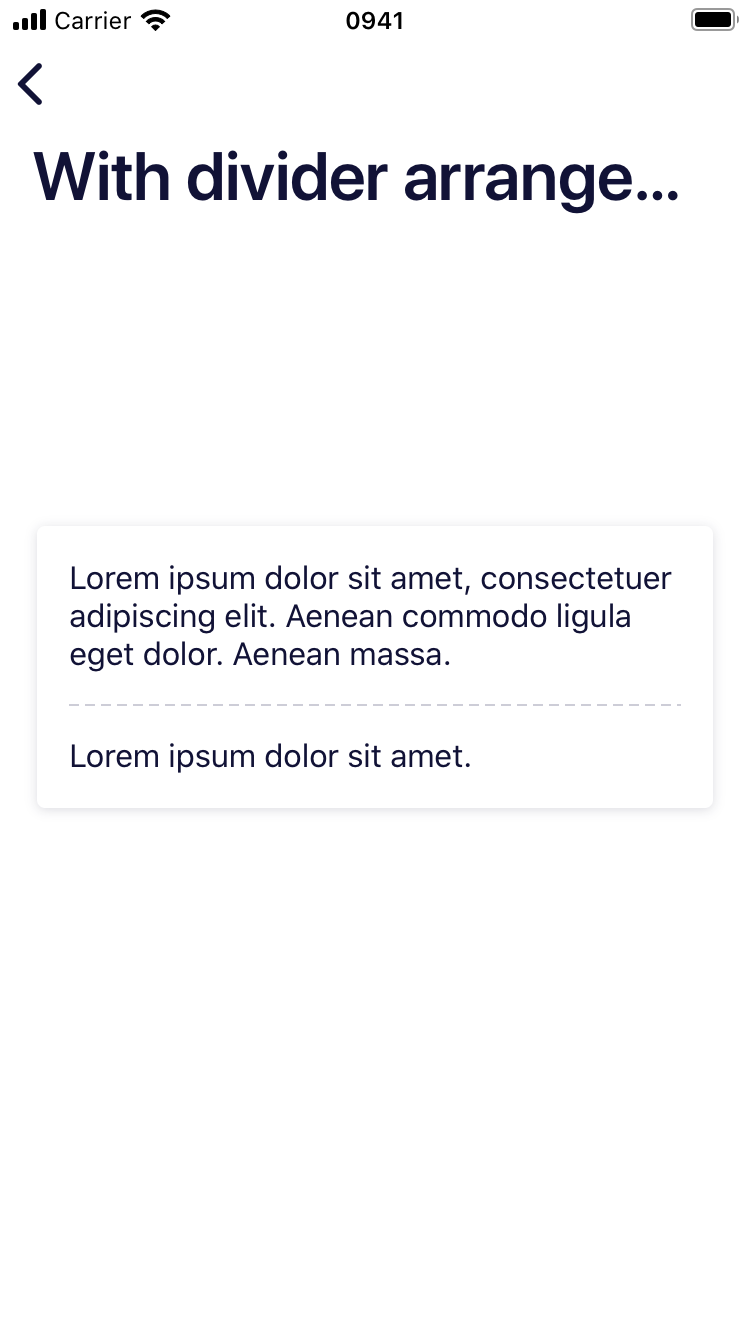 Carrier
0941
With divider arrange...
Lorem ipsum dolor sit amet, consectetuer
adipiscing elit. Aenean commodo ligula
eget dolor. Aenean massa.
Lorem ipsum dolor sit amet.